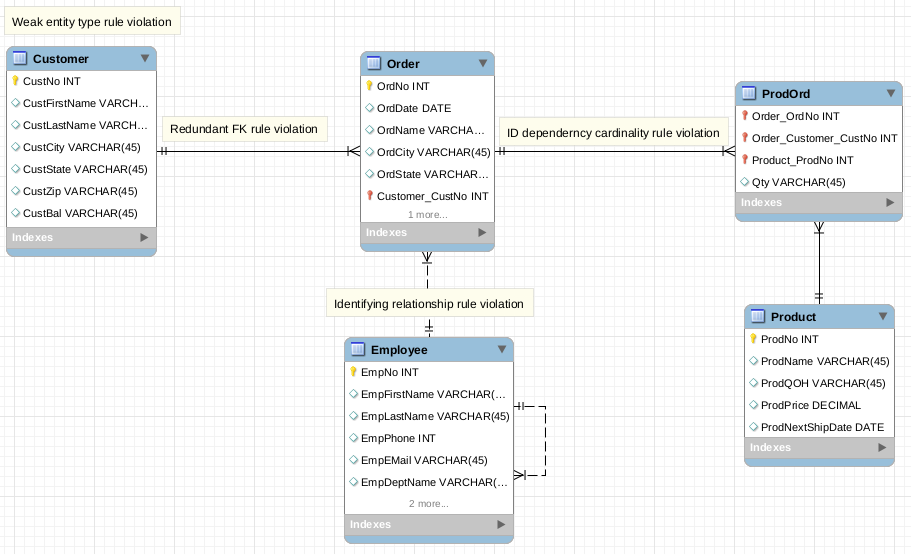 Weak entity type rule violation
Customer
CustNo INT
CustFirstName VARCH...
CustLastName VARCH...
CustCity VARCHAR(45)
CustState VARCHAR(45)
CustZip VARCHAR(45)
CustBal VARCHAR(45)
Indexes
Redundant FK rule violation
Order
OrdNo INT
OrdDate DATE
OrdName VARCHA...
OrdCity VARCHAR(45)
OrdState VARCHAR...
Customer_CustNo INT
1 more...
Indexes
ID dependerncy cardinality rule violation
ProdOrd
Order_OrdNo INT
Order_Customer_CustNo INT
Product_ProdNo INT
Qty VARCHAR(45)
Indexes
Identifying relationship rule violation
Employee
EmpNo INT
EmpFirstName VARCHAR(...
EmpLastName VARCHAR(45)
EmpPhone INT
EmpEMail VARCHAR(45)
EmpDeptName VARCHAR(...
2 more...
Indexes
Product
ProdNo INT
ProdName VARCHAR(45)
ProdQOH VARCHAR(45)
ProdPrice DECIMAL
ProdNextShipDate DATE
Indexes